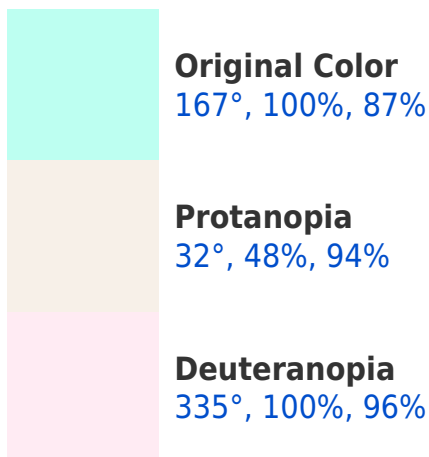 Original Color
167°, 100%, 87%
Protanopia
32°, 48%, 94%
Deuteranopia
335°, 100%, 96%